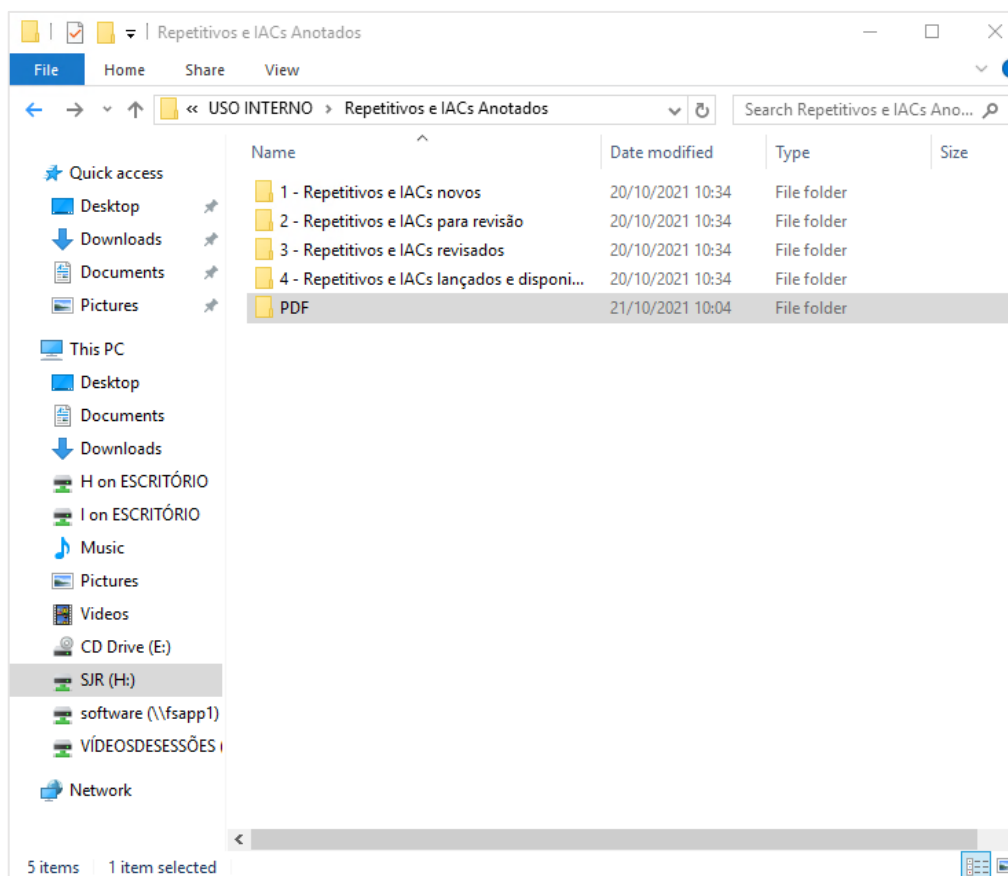 Repetitivos e IACs Anotados
File Home Share View
« USO INTERNO > Repetitivos e IACs Anotados
Search Repetitivos e IACs Ano...
Name Date modified Type Size
Quick access
Desktop
Downloads
Documents
Pictures
This PC
Desktop
Documents
Downloads
H on ESCRITÓRIO
I on ESCRITÓRIO
Music
Pictures
Videos
CD Drive (E:)
SJR (H:)
software (\\fsapp1)
VÍDEOSDESESSÕES (
Network
1 - Repetitivos e IACs novos 20/10/2021 10:34 File folder
2 - Repetitivos e IACs para revisão 20/10/2021 10:34 File folder
3 - Repetitivos e IACs revisados 20/10/2021 10:34 File folder
4 - Repetitivos e IACs lançados e disponi... 20/10/2021 10:34 File folder
PDF 21/10/2021 10:04 File folder
5 items 1 item selected